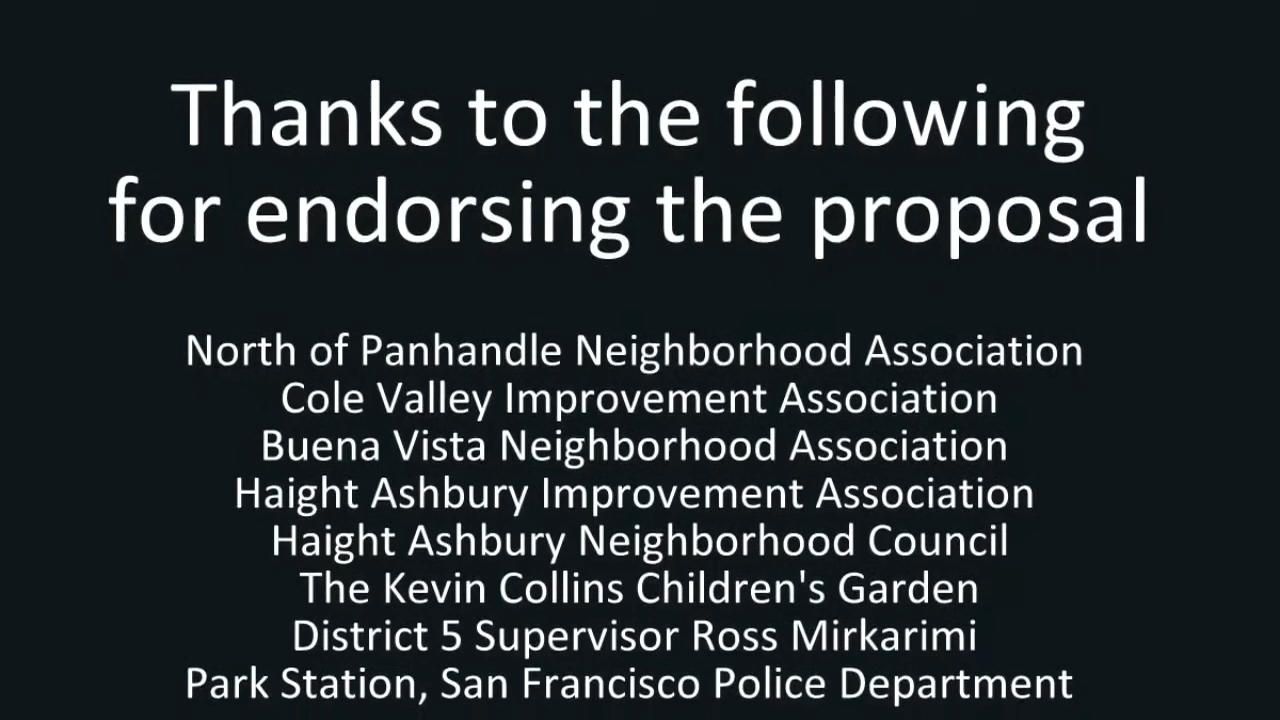 Thanks to the following
for endorsing the proposal
North of Panhandle Neighborhood Association
Cole Valley Improvement Association
Buena Vista Neighborhood Association
Haight Ashbury Improvement Association
Haight Ashbury Neighborhood Council
The Kevin Collins Children's Garden
District 5 Supervisor Ross Mirkarimi
Park Station, San Francisco Police Department